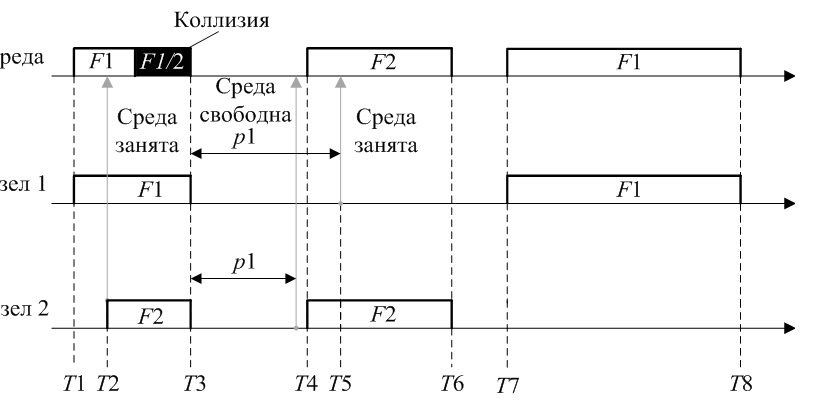 Коллизия
реда
F1
F1/2
F2
F1
Среда
занята
Среда
свободна
Среда
занята
p1
зел 1
F1
F1
p1
зел 2
F2
F2
T1 T2 T3 T4 T5 T6 T7 T8